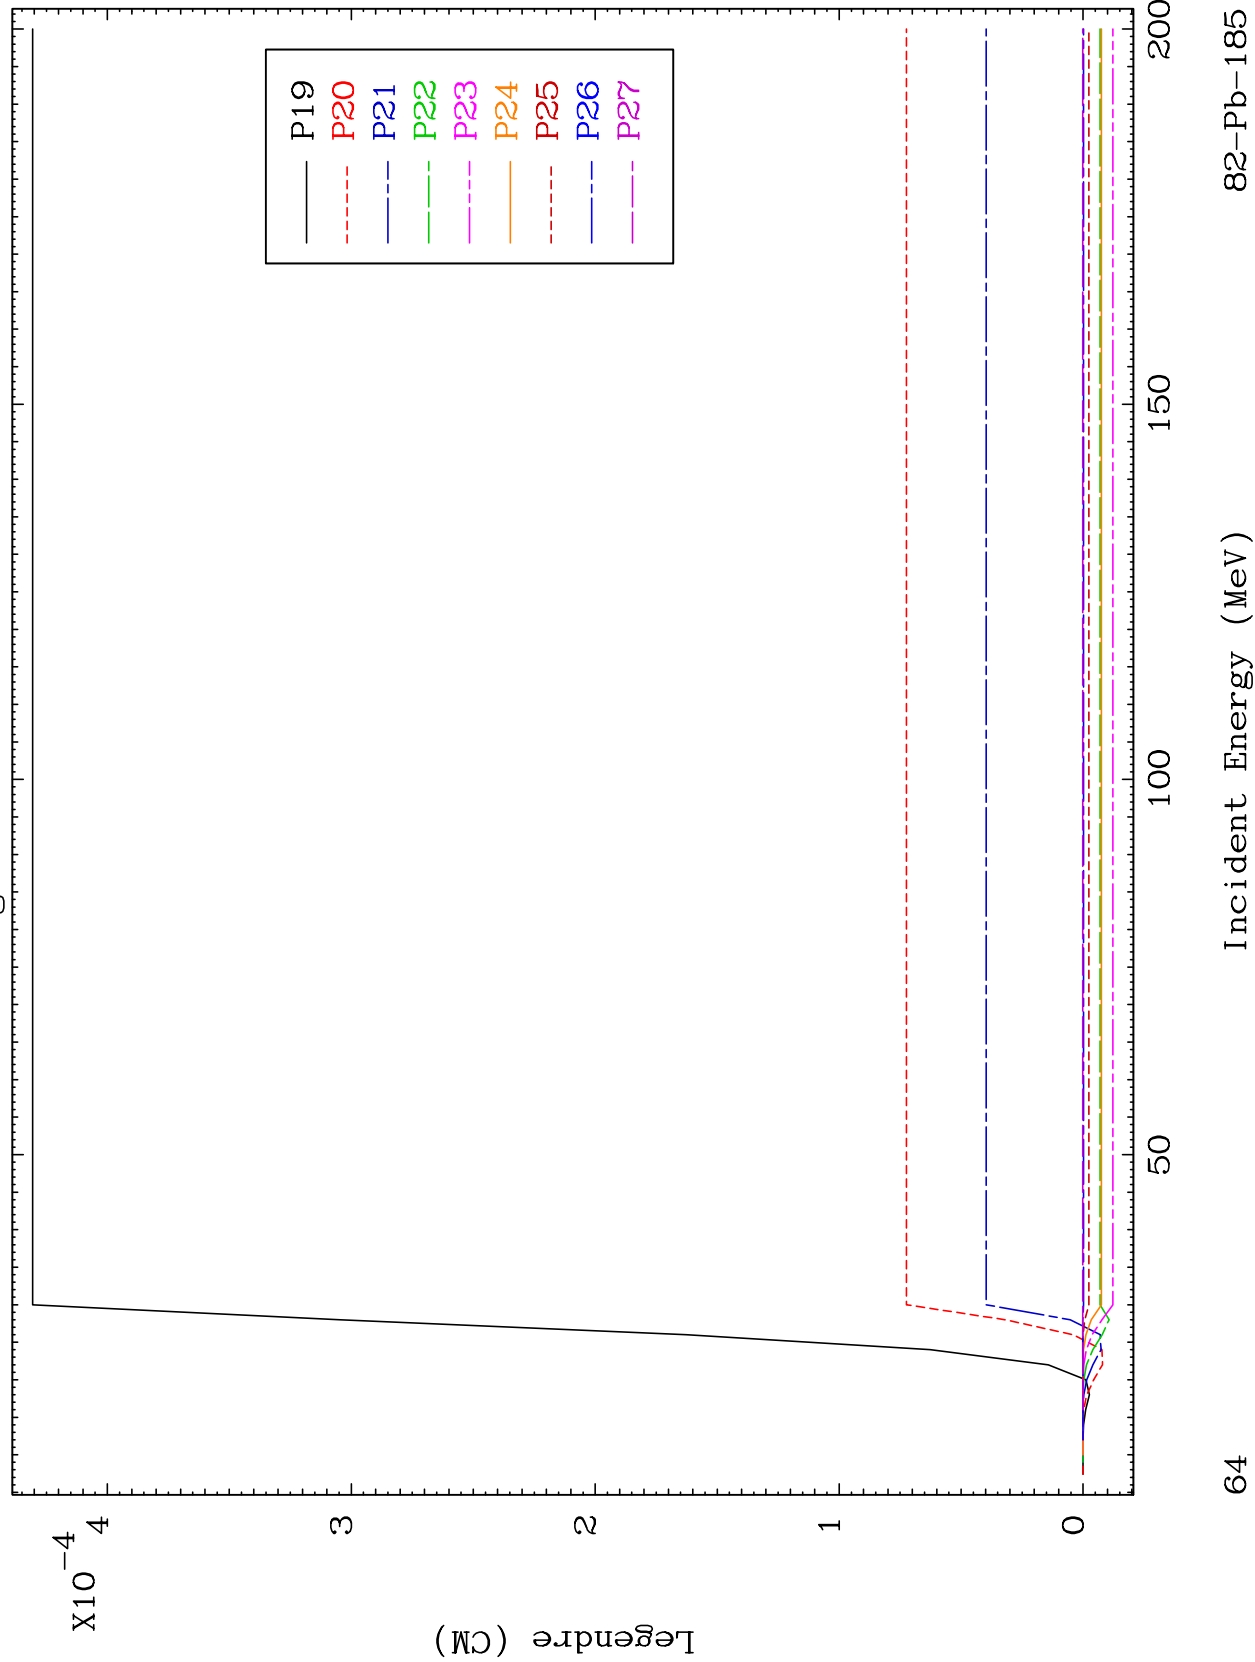 X10-4
4
3
2
1
0
Legendre (CM)
P19
P20
P21
P22
P23
P24
P25
P26
P27
50
100
150
200
Incident Energy (MeV)
64
82-Pb-185